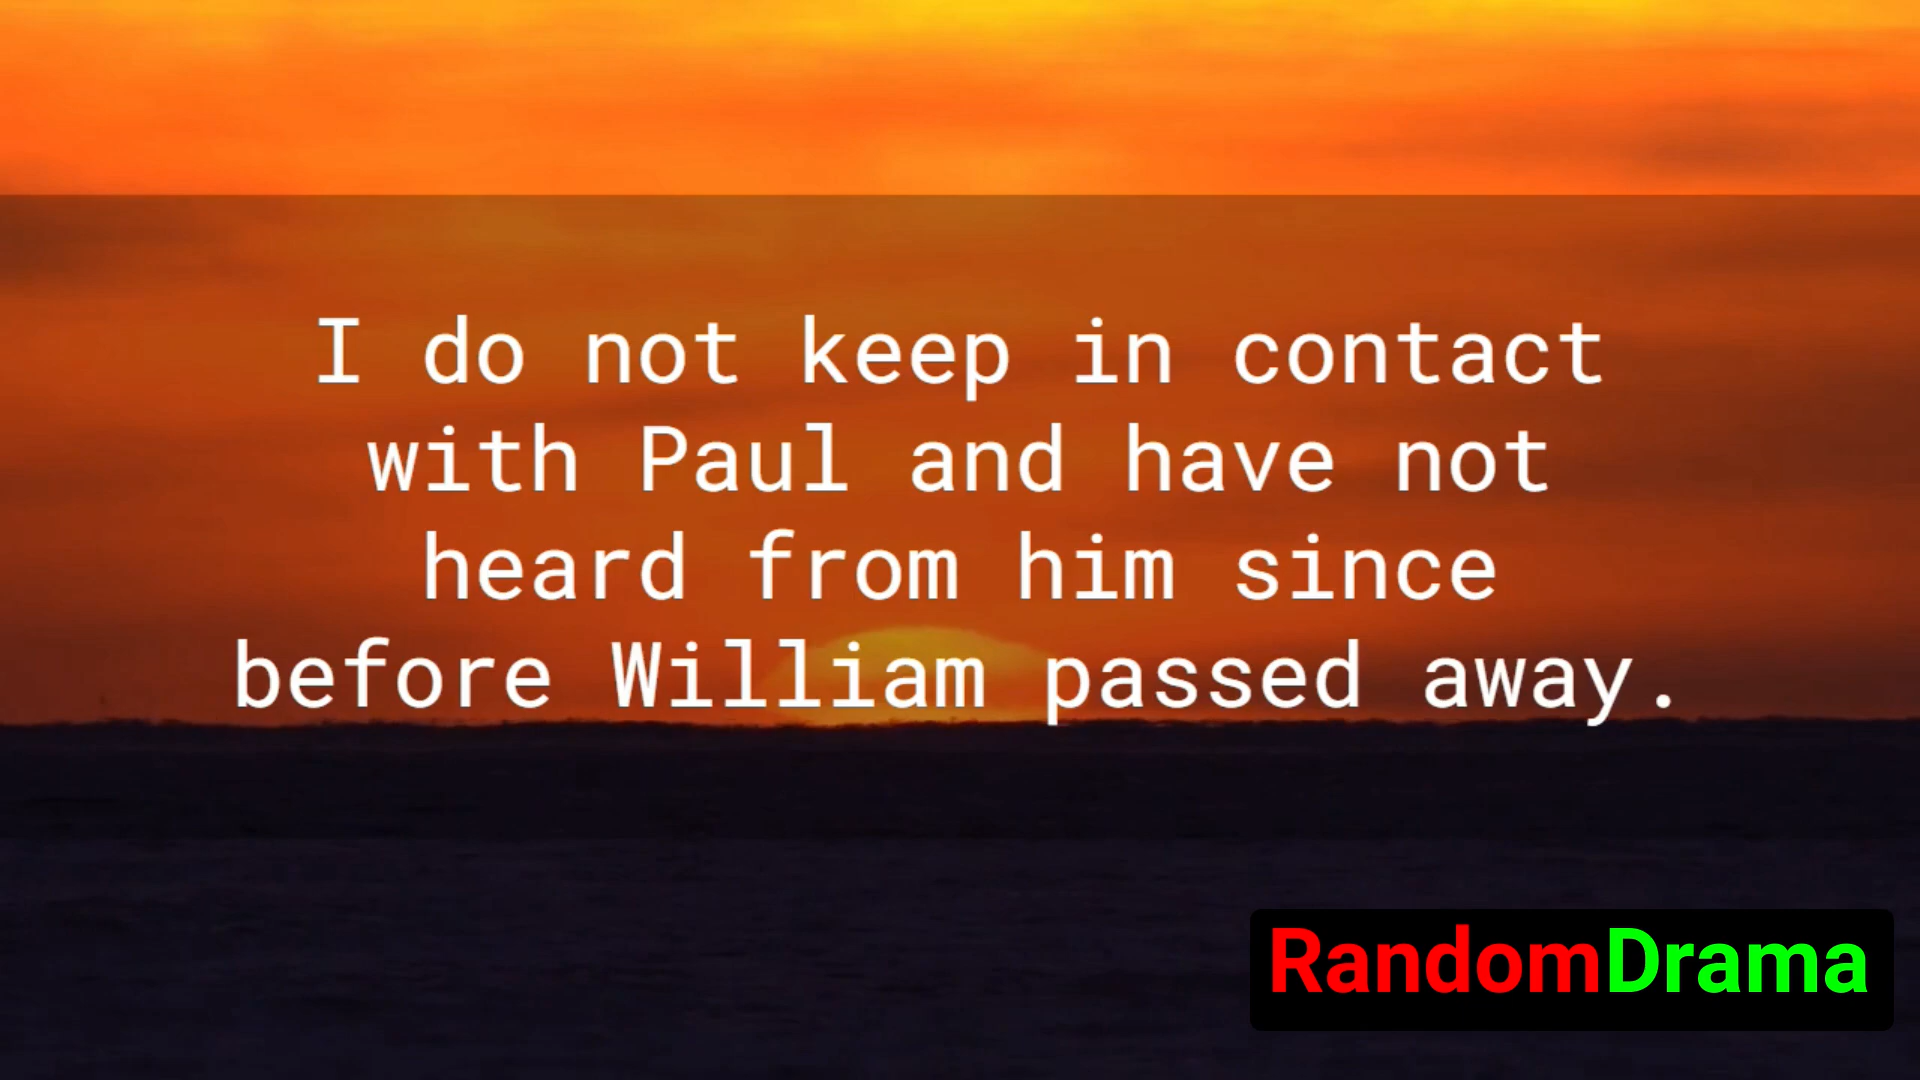 I do not keep in contact
with Paul and have not
heard from him since
before William passed away.
RandomDrama